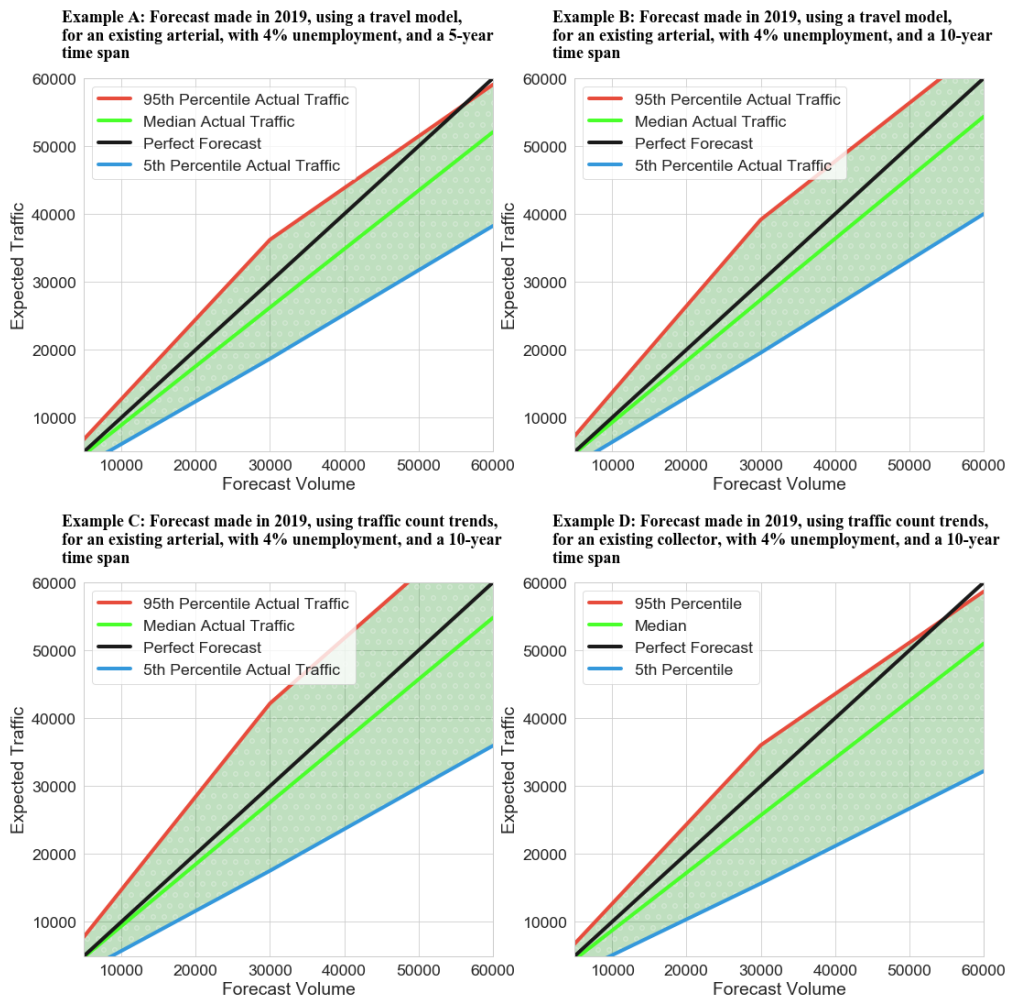 Example A: Forecast made in 2019, using a travel model,
for an existing arterial, with 4% unemployment, and a 5-year
time span
60000
50000
40000
30000
20000
10000
Expected Traffic
95th Percentile Actual Traffic
Median Actual Traffic
Perfect Forecast
5th Percentile Actual Traffic
10000 20000 30000 40000 50000 60000
Forecast Volume
Example B: Forecast made in 2019, using a travel model,
for an existing arterial, with 4% unemployment, and a 10-year
time span
60000
50000
40000
30000
20000
10000
Expected Traffic
95th Percentile Actual Traffic
Median Actual Traffic
Perfect Forecast
5th Percentile Actual Traffic
10000 20000 30000 40000 50000 60000
Forecast Volume
Example C: Forecast made in 2019, using traffic count trends,
for an existing arterial, with 4% unemployment, and a 10-year
time span
60000
50000
40000
30000
20000
10000
Expected Traffic
95th Percentile Actual Traffic
Median Actual Traffic
Perfect Forecast
5th Percentile Actual Traffic
10000 20000 30000 40000 50000 60000
Forecast Volume
Example D: Forecast made in 2019, using traffic count trends,
for an existing collector, with 4% unemployment, and a 10-year
time span
60000
50000
40000
30000
20000
10000
Expected Traffic
95th Percentile
Median
Perfect Forecast
5th Percentile
10000 20000 30000 40000 50000 60000
Forecast Volume